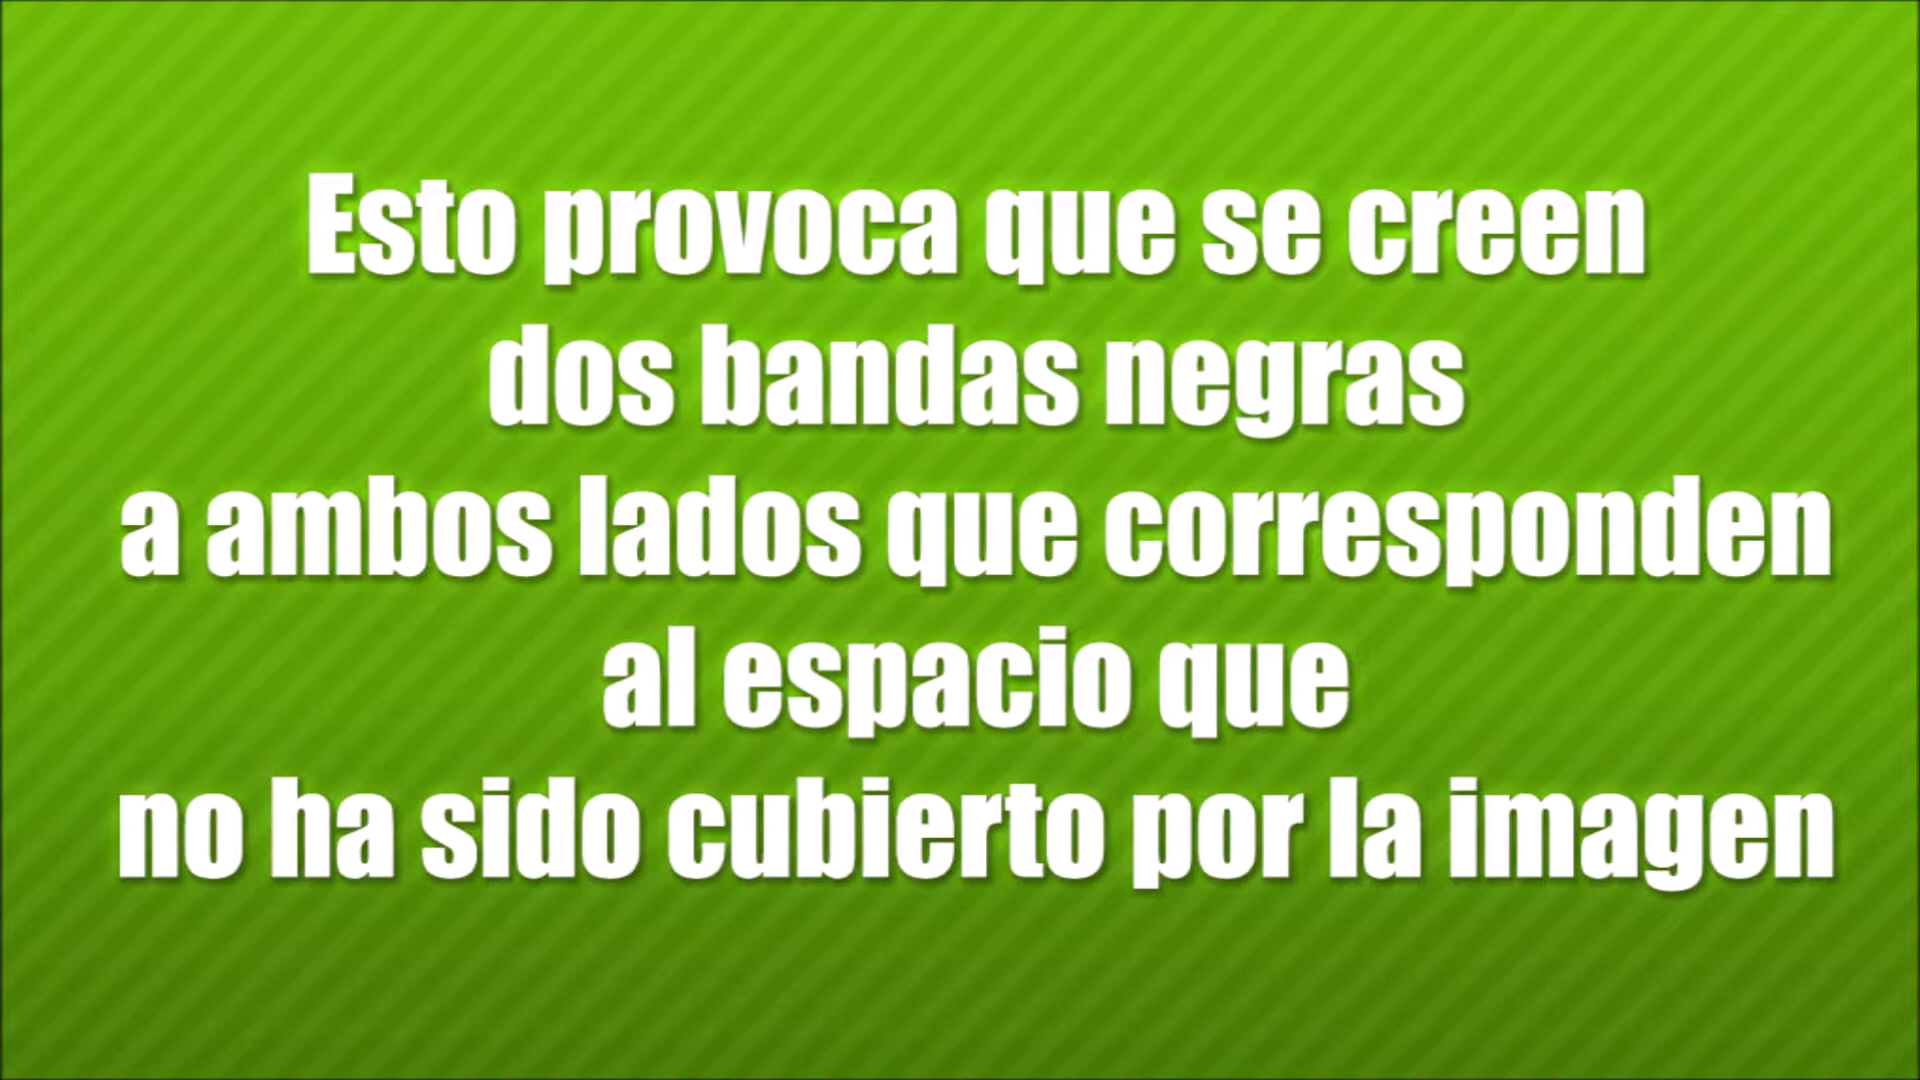 Esto provoca que se creen
dos bandas negras
a ambos lados que corresponden
al espacio que
no ha sido cubierto por la imagen